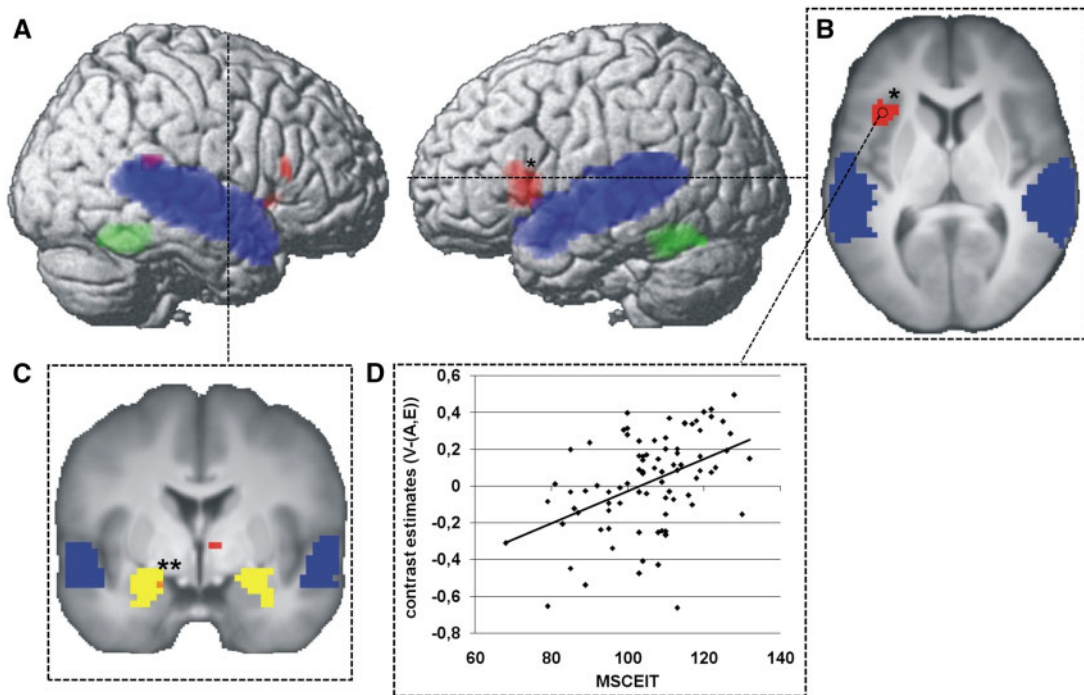 A
*
B
*
C
**
D
contrast estimates (V-(A,E))
0,6
0,4
0,2
0
-0,2
-0,4
-0,6
-0,8
60
80
100
120
140
MSCEIT